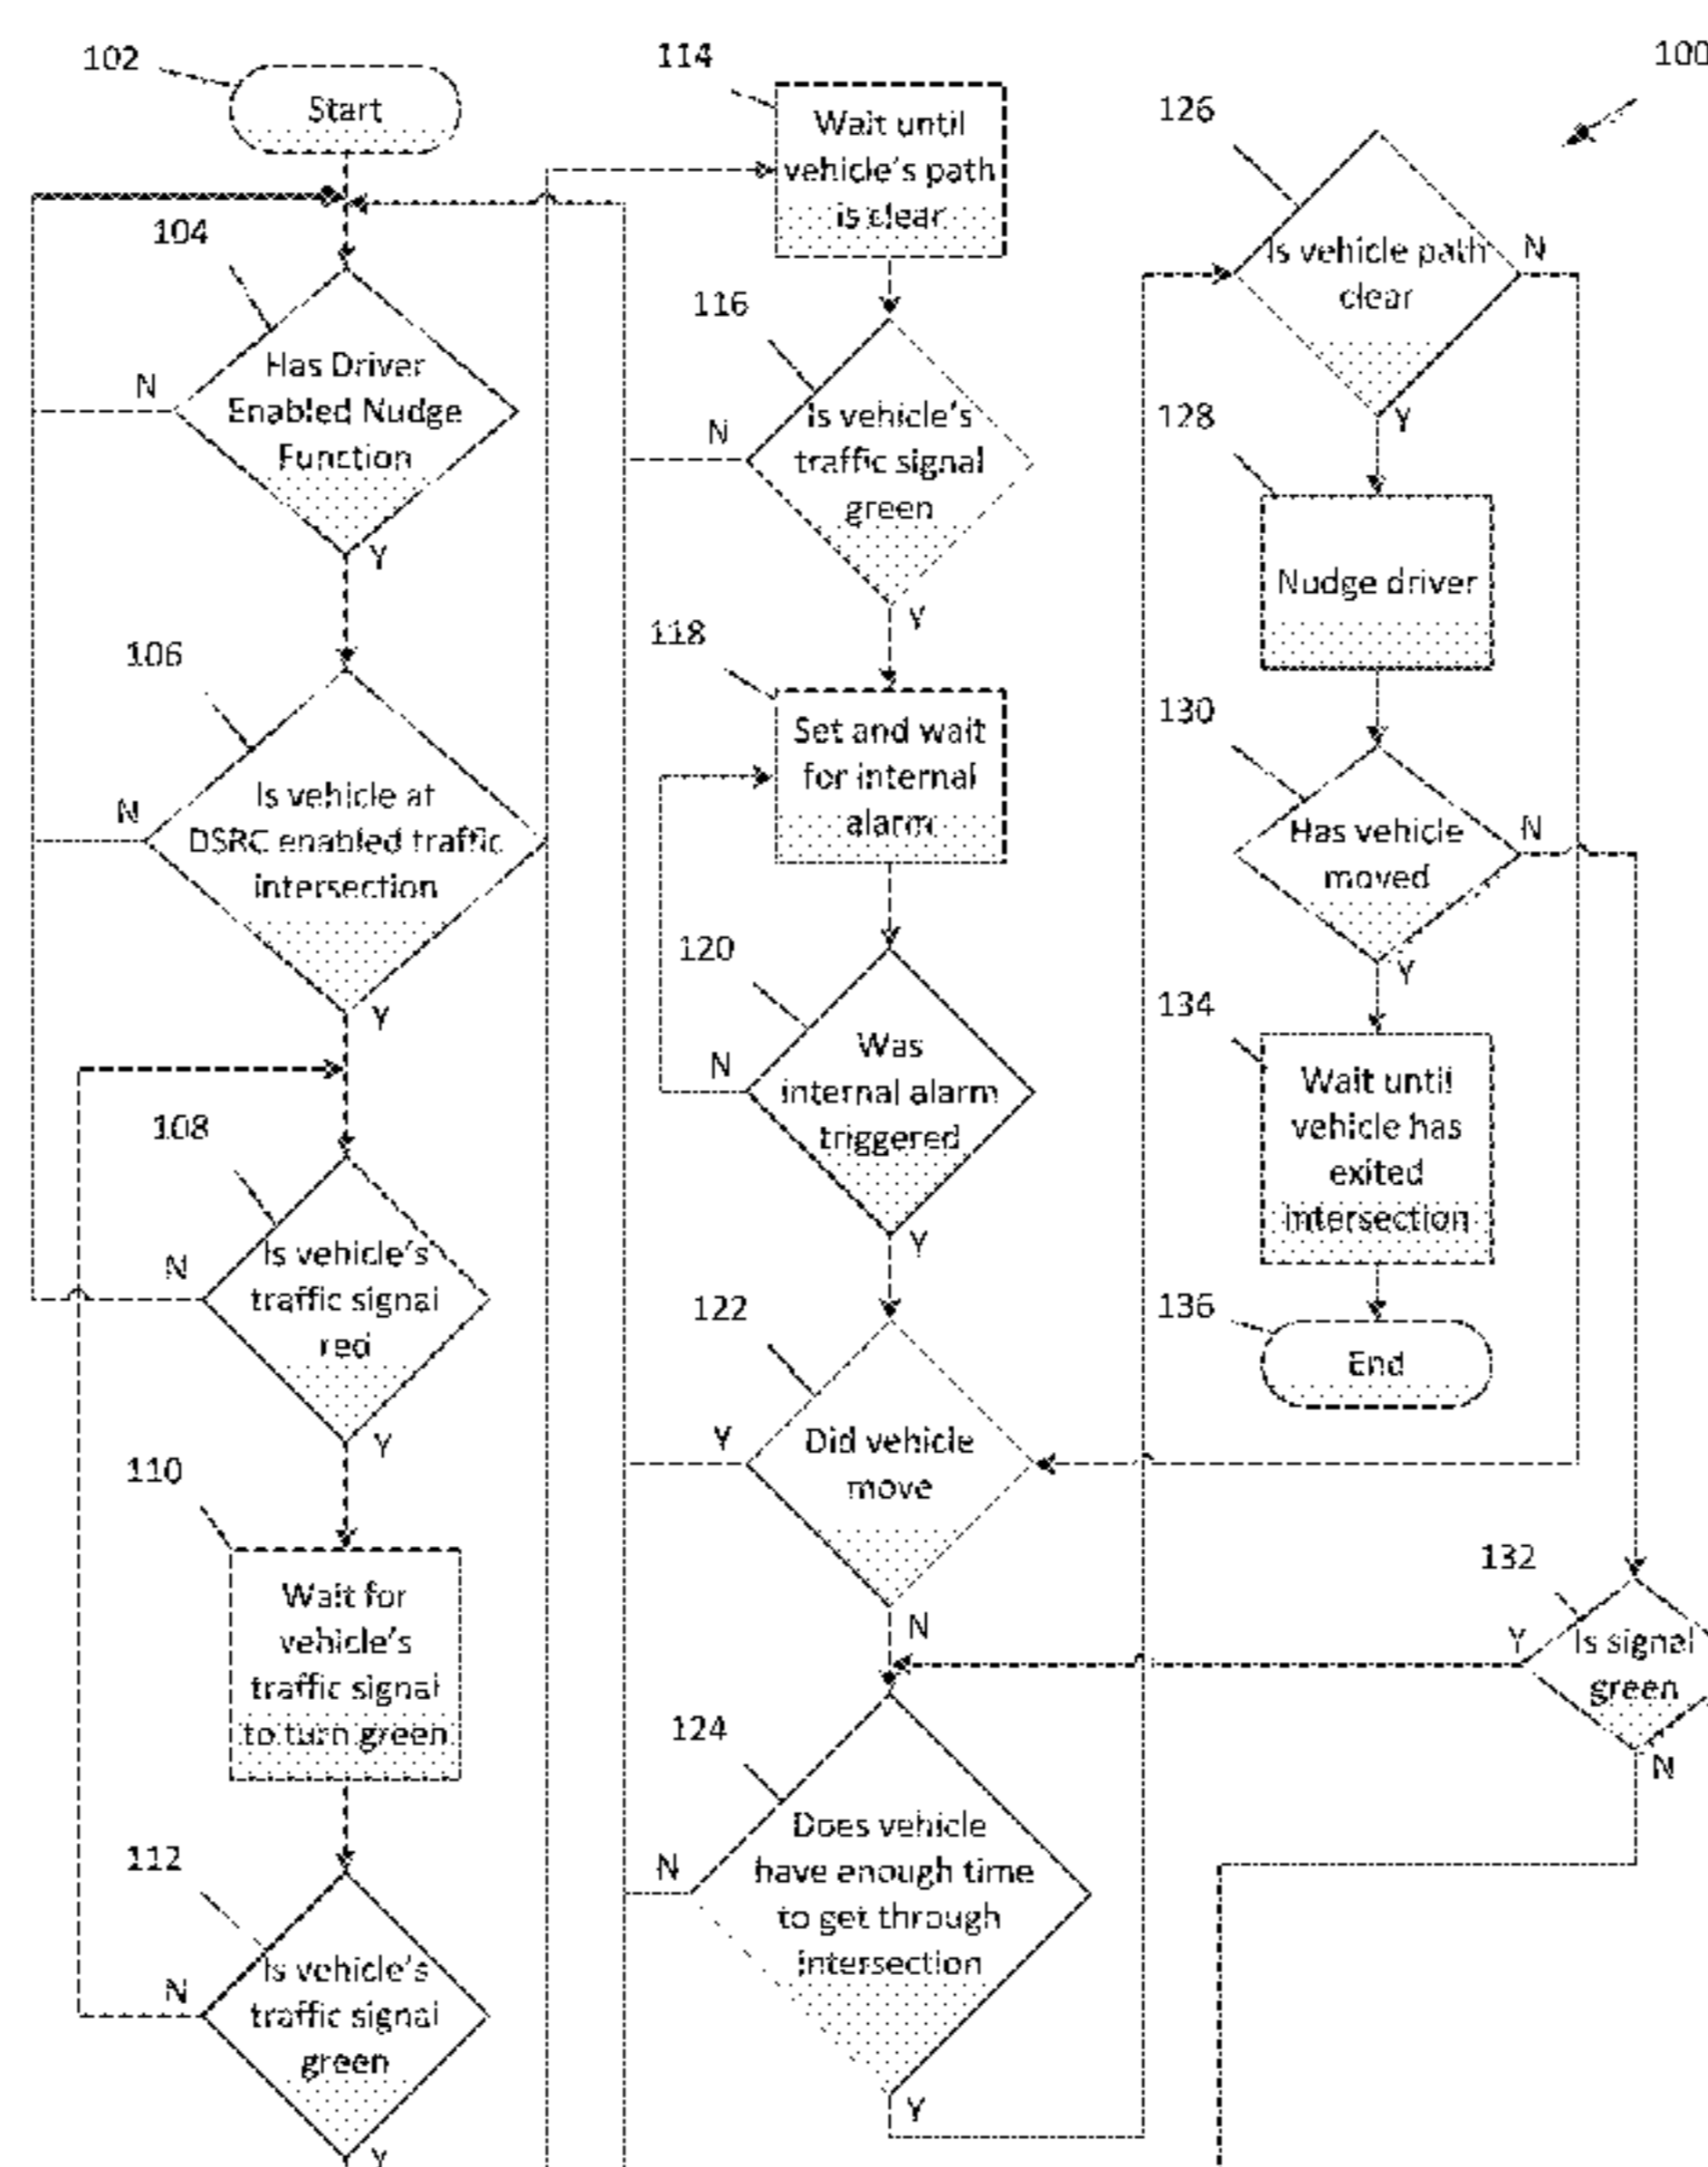 102
Start
104
Has Driver
Enabled Nudge
Function
N
Y
106
Is vehicle at
DSRC enabled traffic
intersection
N
Y
108
Is vehicle's
traffic signal
red
N
Y
110
Wait for
vehicle's
traffic signal
to turn green
112
Is vehicle's
traffic signal
green
N
Y
114
Wait until
vehicle's path
is clear
116
Is vehicle's
traffic signal
green
N
Y
118
Set and wait
for internal
alarm
120
Was
internal alarm
triggered
N
Y
122
Did vehicle
move
Y
N
124
Does vehicle
have enough time
to get through
intersection
N
Y
100
126
Is vehicle path
clear
N
Y
128
Nudge driver
130
Has vehicle
moved
N
Y
134
Wait until
vehicle has
exited
intersection
136
End
132
Is signal
green
Y
N